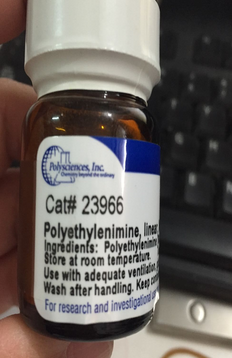 Polysciences, Inc.
Chemistry beyond the ordinary
Cat# 23966
Polyethylenimine, linear,
Ingredients: Polyethylenimine,
Store at room temperature.
Use with adequate ventilation.
Wash after handling. Keep
For research and investigational